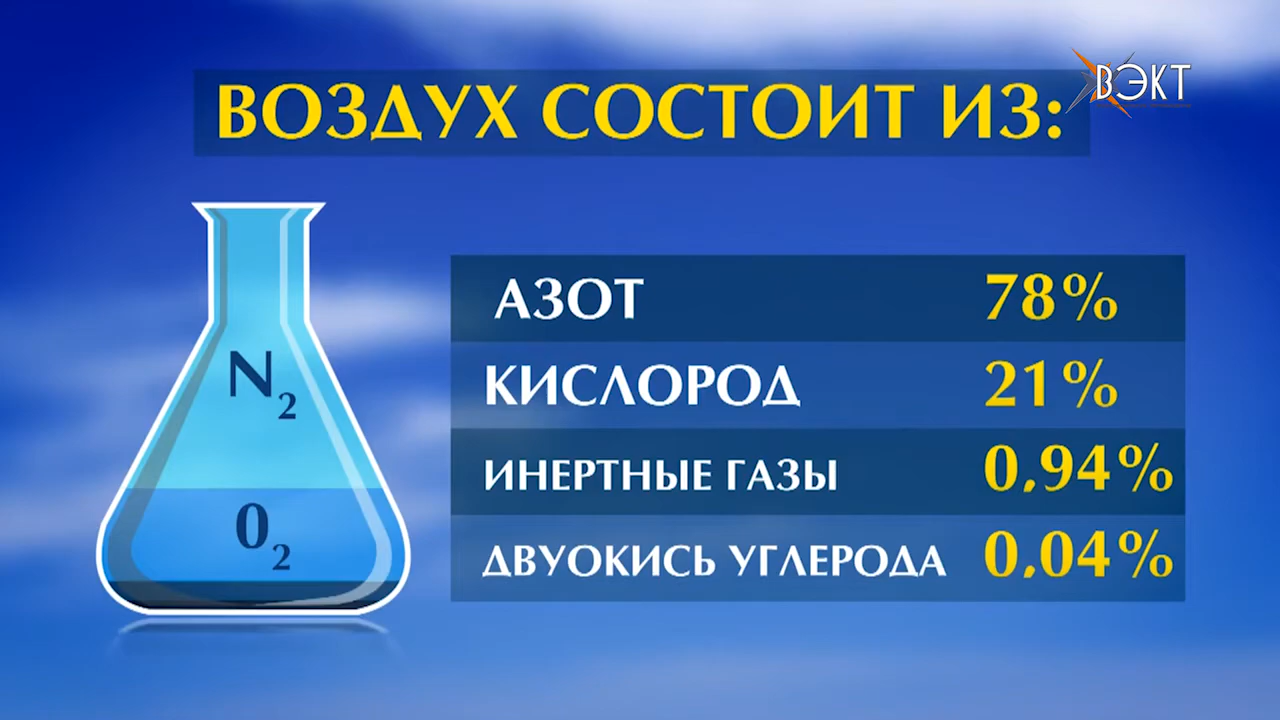 ВЭКТ
ВОЗДУХ СОСТОИТ ИЗ:
N2
O2
АЗОТ 78%
КИСЛОРОД 21%
ИНЕРТНЫЕ ГАЗЫ 0,94%
ДВУОКИСЬ УГЛЕРОДА 0,04%